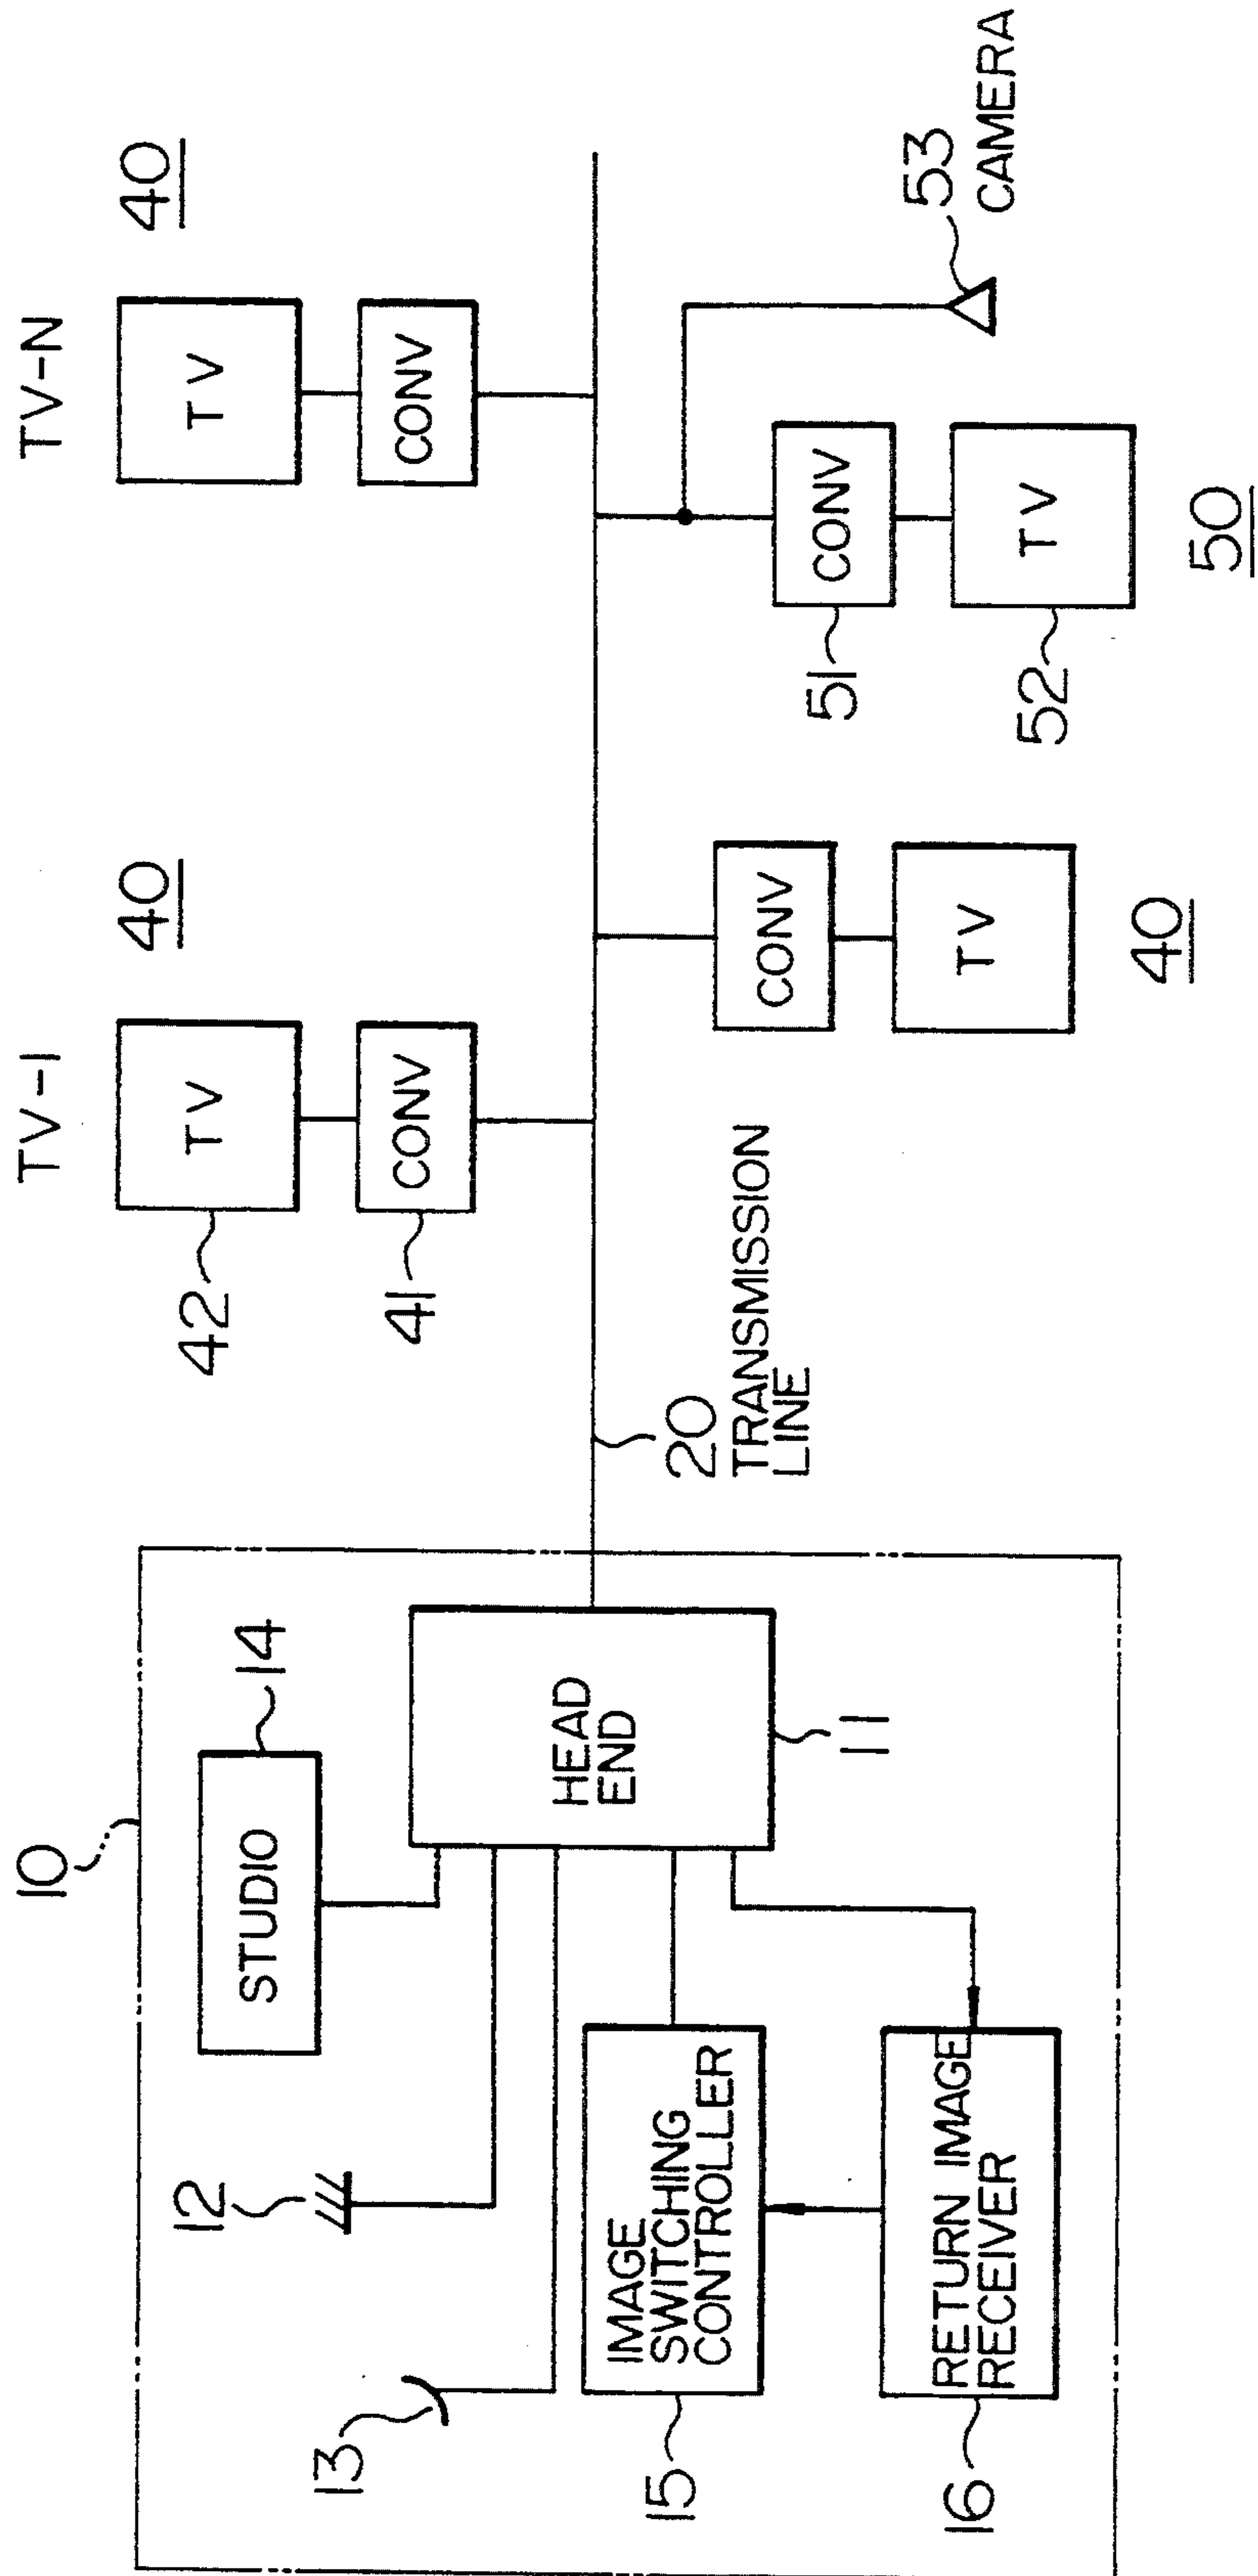 10
STUDIO
14
12
13
HEAD
END
11
IMAGE
SWITCHING
CONTROLLER
15
RETURN IMAGE
RECEIVER
16
20
TRANSMISSION
LINE
TV-1
40
TV
42
CONV
41
CONV
TV
40
TV-N
40
TV
CONV
CONV
51
TV
52
50
53
CAMERA